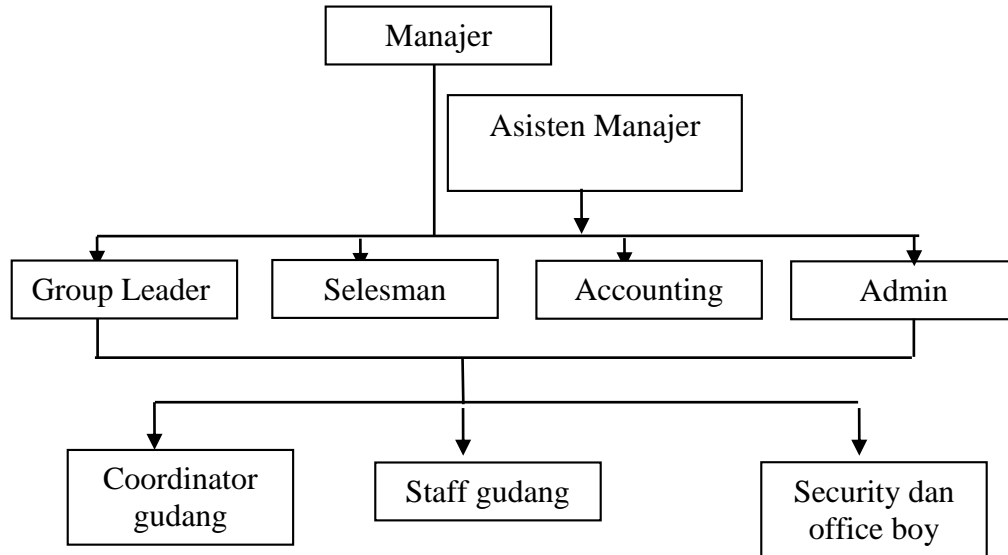 Manajer
Asisten Manajer
Group Leader
Selesman
Accounting
Admin
Coordinator
gudang
Staff gudang
Security dan
office boy